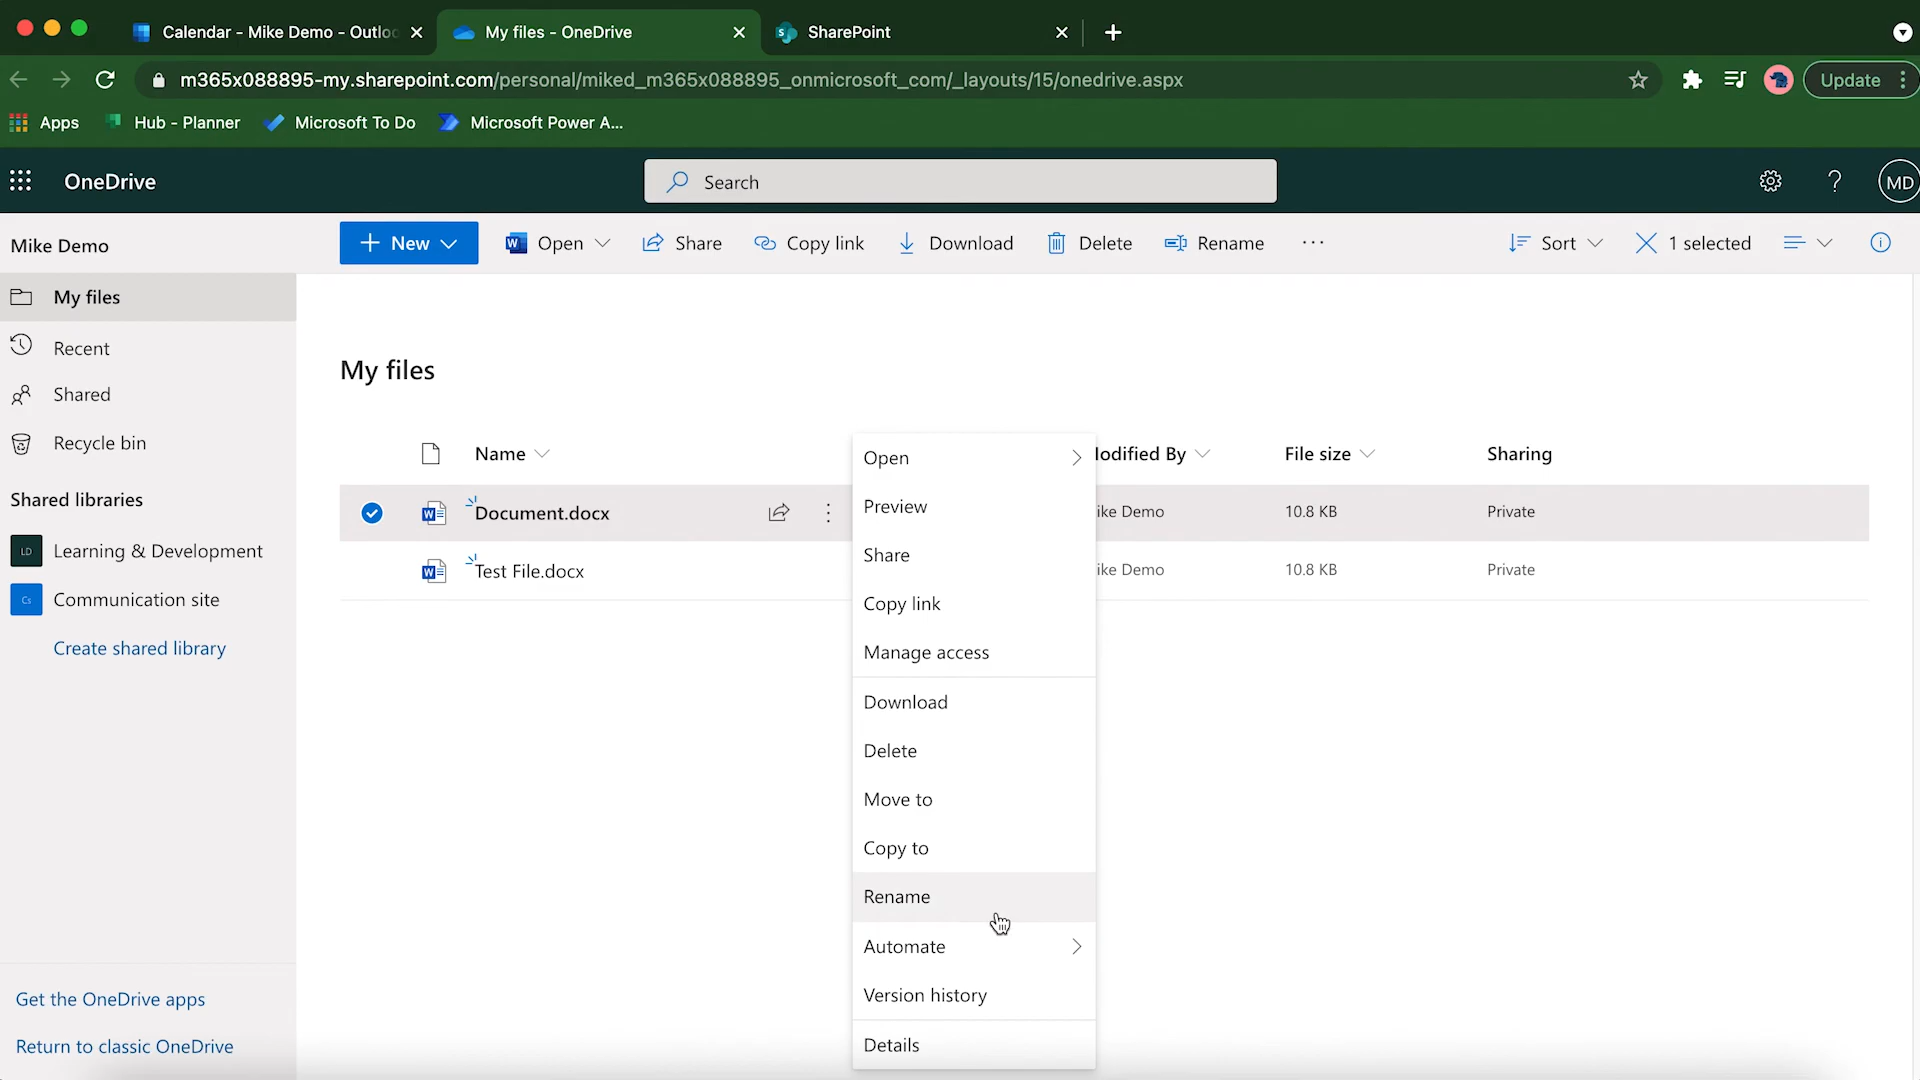 Calendar - Mike Demo - Outloo
My files - OneDrive
SharePoint
m365x088895-my.sharepoint.com/personal/miked_m365x088895_onmicrosoft_com/_layouts/15/onedrive.aspx
Update
Apps
Hub - Planner
Microsoft To Do
Microsoft Power A...
OneDrive
Search
?
MD
Mike Demo
New
Open
Share
Copy link
Download
Delete
Rename
...
Sort
1 selected
My files
Recent
Shared
Recycle bin
Shared libraries
LD Learning & Development
Cs Communication site
Create shared library
Get the OneDrive apps
Return to classic OneDrive
My files
Name
Modified By
File size
Sharing
Document.docx
ike Demo
10.8 KB
Private
Test File.docx
ike Demo
10.8 KB
Private
Open
Preview
Share
Copy link
Manage access
Download
Delete
Move to
Copy to
Rename
Automate
Version history
Details